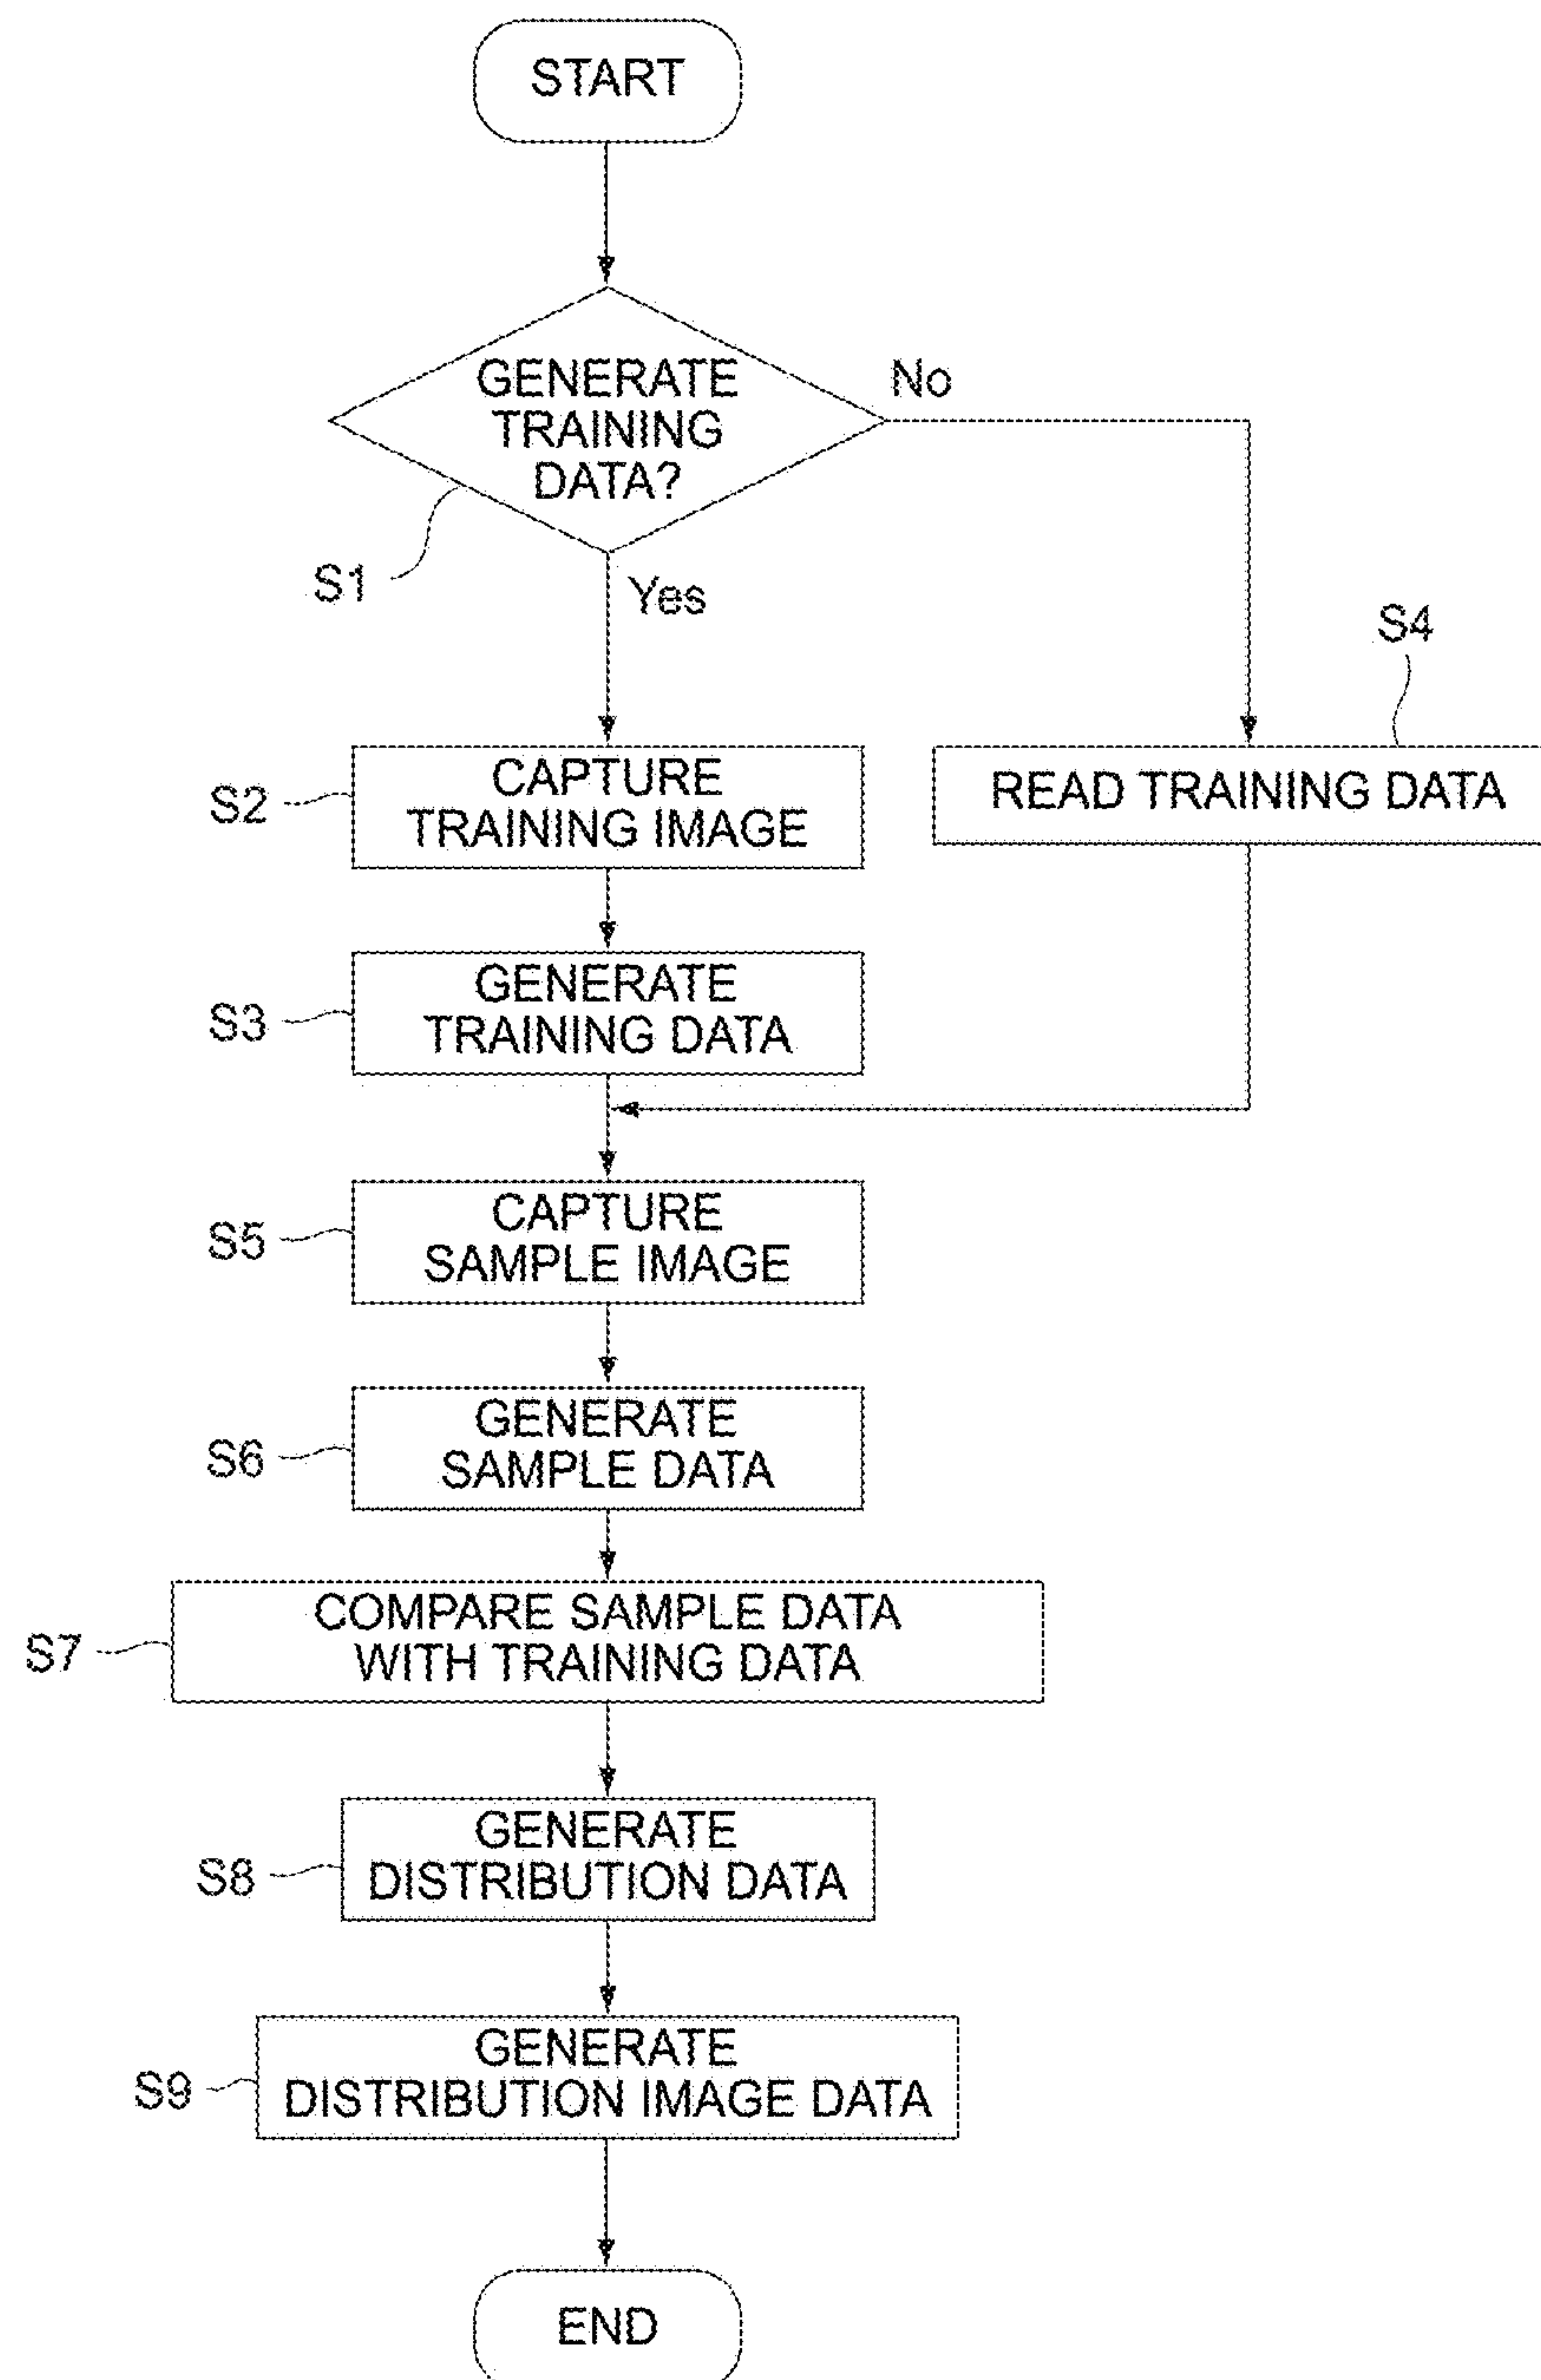 START
GENERATE
TRAINING
DATA?
No
S1
Yes
S4
S2
CAPTURE
TRAINING IMAGE
READ TRAINING DATA
S3
GENERATE
TRAINING DATA
S5
CAPTURE
SAMPLE IMAGE
S6
GENERATE
SAMPLE DATA
S7
COMPARE SAMPLE DATA
WITH TRAINING DATA
S8
GENERATE
DISTRIBUTION DATA
S9
GENERATE
DISTRIBUTION IMAGE DATA
END